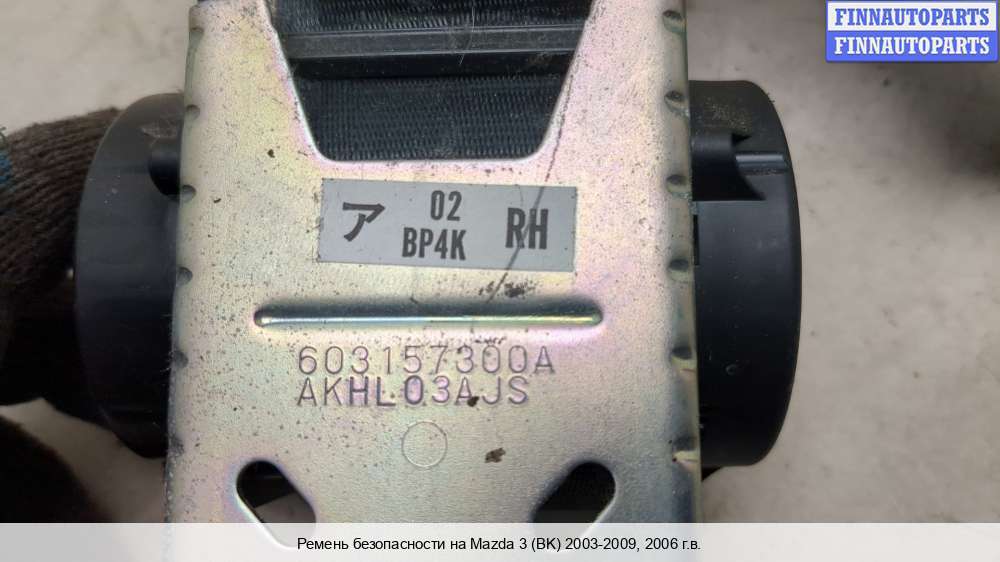 FINNAUTOPARTS
FINNAUTOPARTS
ア 02 RH
BP4K
603157300A
AKHL03AJS
Ремень безопасности на Mazda 3 (BK) 2003-2009, 2006 г.в.